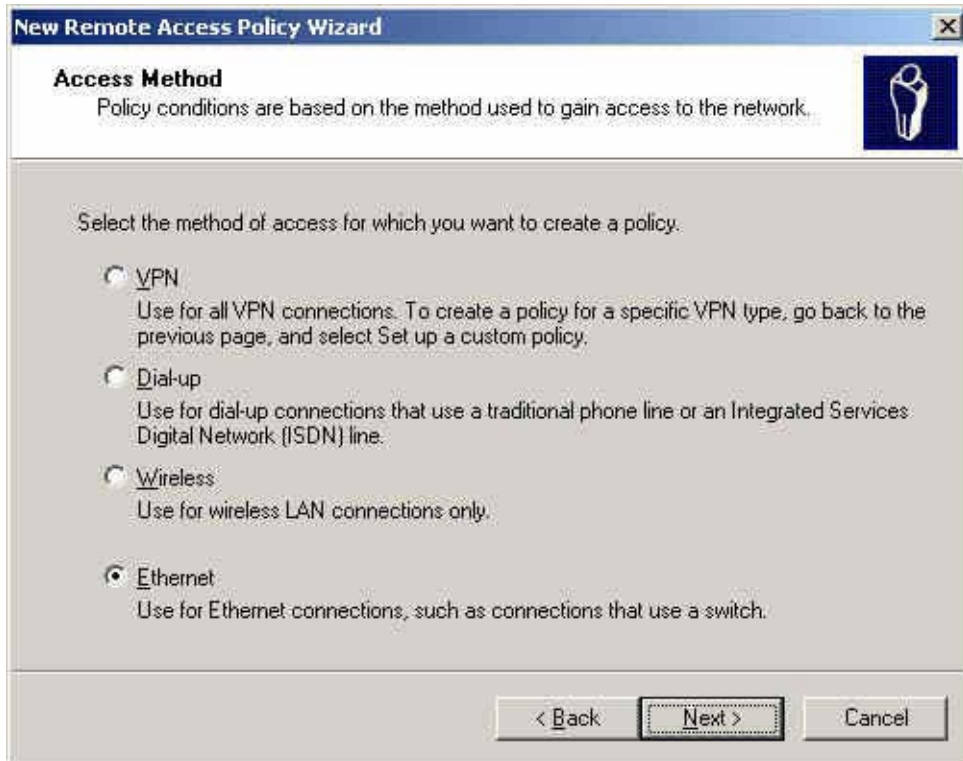 New Remote Access Policy Wizard
Access Method
Policy conditions are based on the method used to gain access to the network.
Select the method of access for which you want to create a policy.
VPN
Use for all VPN connections. To create a policy for a specific VPN type, go back to the
previous page, and select Set up a custom policy.
Dial-up
Use for dial-up connections that use a traditional phone line or an Integrated Services
Digital Network (ISDN) line.
Wireless
Use for wireless LAN connections only.
Ethernet
Use for Ethernet connections, such as connections that use a switch.
< Back Next > Cancel